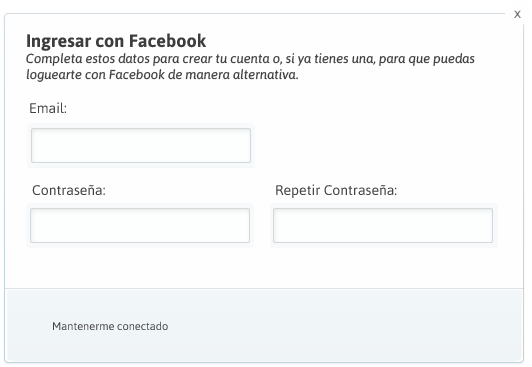 x
Ingresar con Facebook
Completa estos datos para crear tu cuenta o, si ya tienes una, para que puedas
loguearte con Facebook de manera alternativa.
Email:
Contraseña:
Repetir Contraseña:
Mantenerme conectado